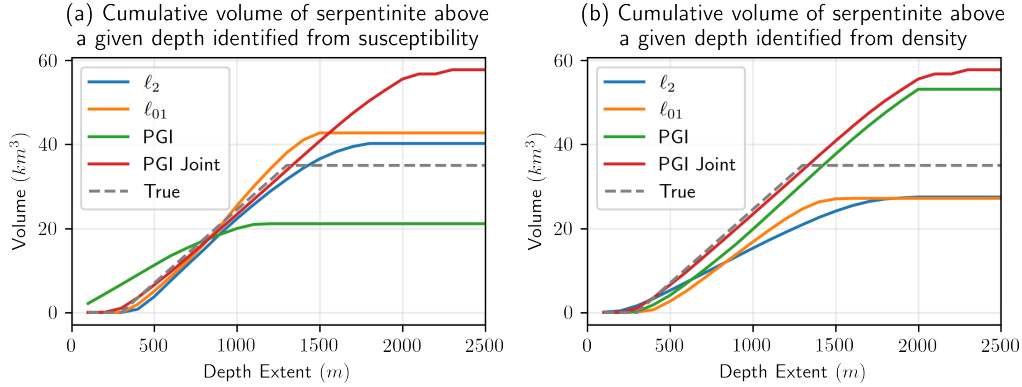 (a) Cumulative volume of serpentinite above
a given depth identified from susceptibility
60
40
20
0
Volume (km³)
ℓ₂
ℓ₀₁
PGI
PGI Joint
True
0 500 1000 1500 2000 2500
Depth Extent (m)
(b) Cumulative volume of serpentinite above
a given depth identified from density
60
40
20
0
Volume (km³)
ℓ₂
ℓ₀₁
PGI
PGI Joint
True
0 500 1000 1500 2000 2500
Depth Extent (m)